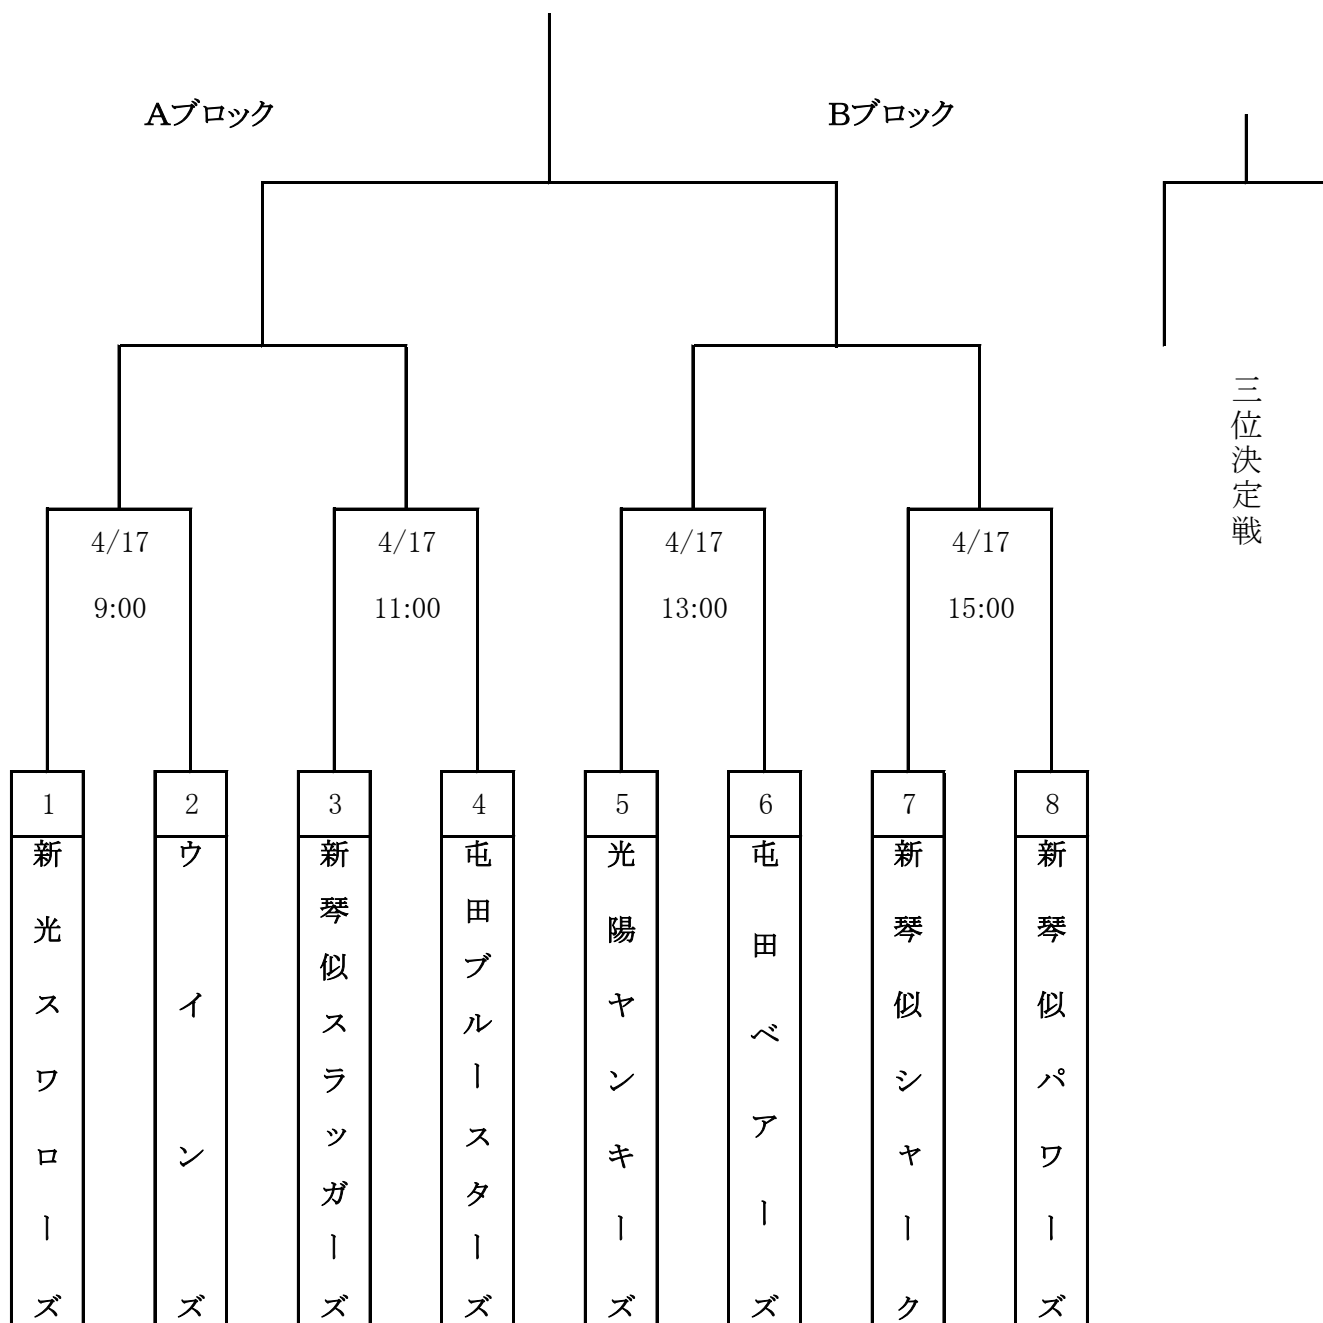 Aブロック
Bブロック
三位決定戦
4/17
9:00
4/17
11:00
4/17
13:00
4/17
15:00
1
新光スワローズ
2
ウインズ
3
新琴似スラッガーズ
4
屯田ブルースターズ
5
光陽ヤンキーズ
6
屯田ベアーズ
7
新琴似シャーク
8
新琴似パワーズ